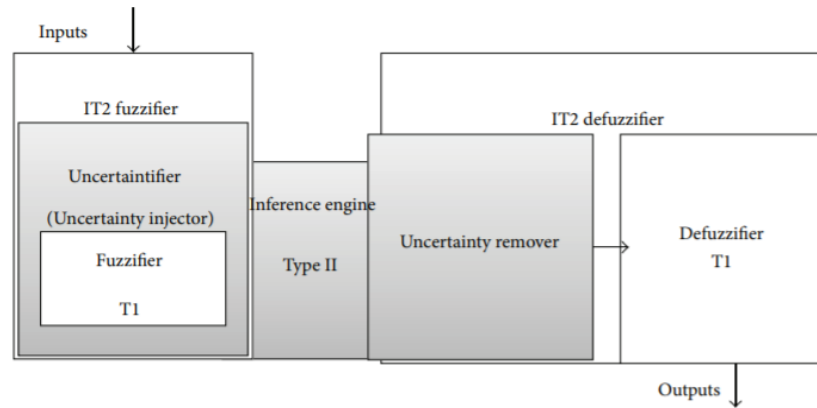 Inputs
IT2 fuzzifier
Uncertaintifier
(Uncertainty injector)
Fuzzifier
T1
Inference engine
Type II
IT2 defuzzifier
Uncertainty remover
Defuzzifier
T1
Outputs